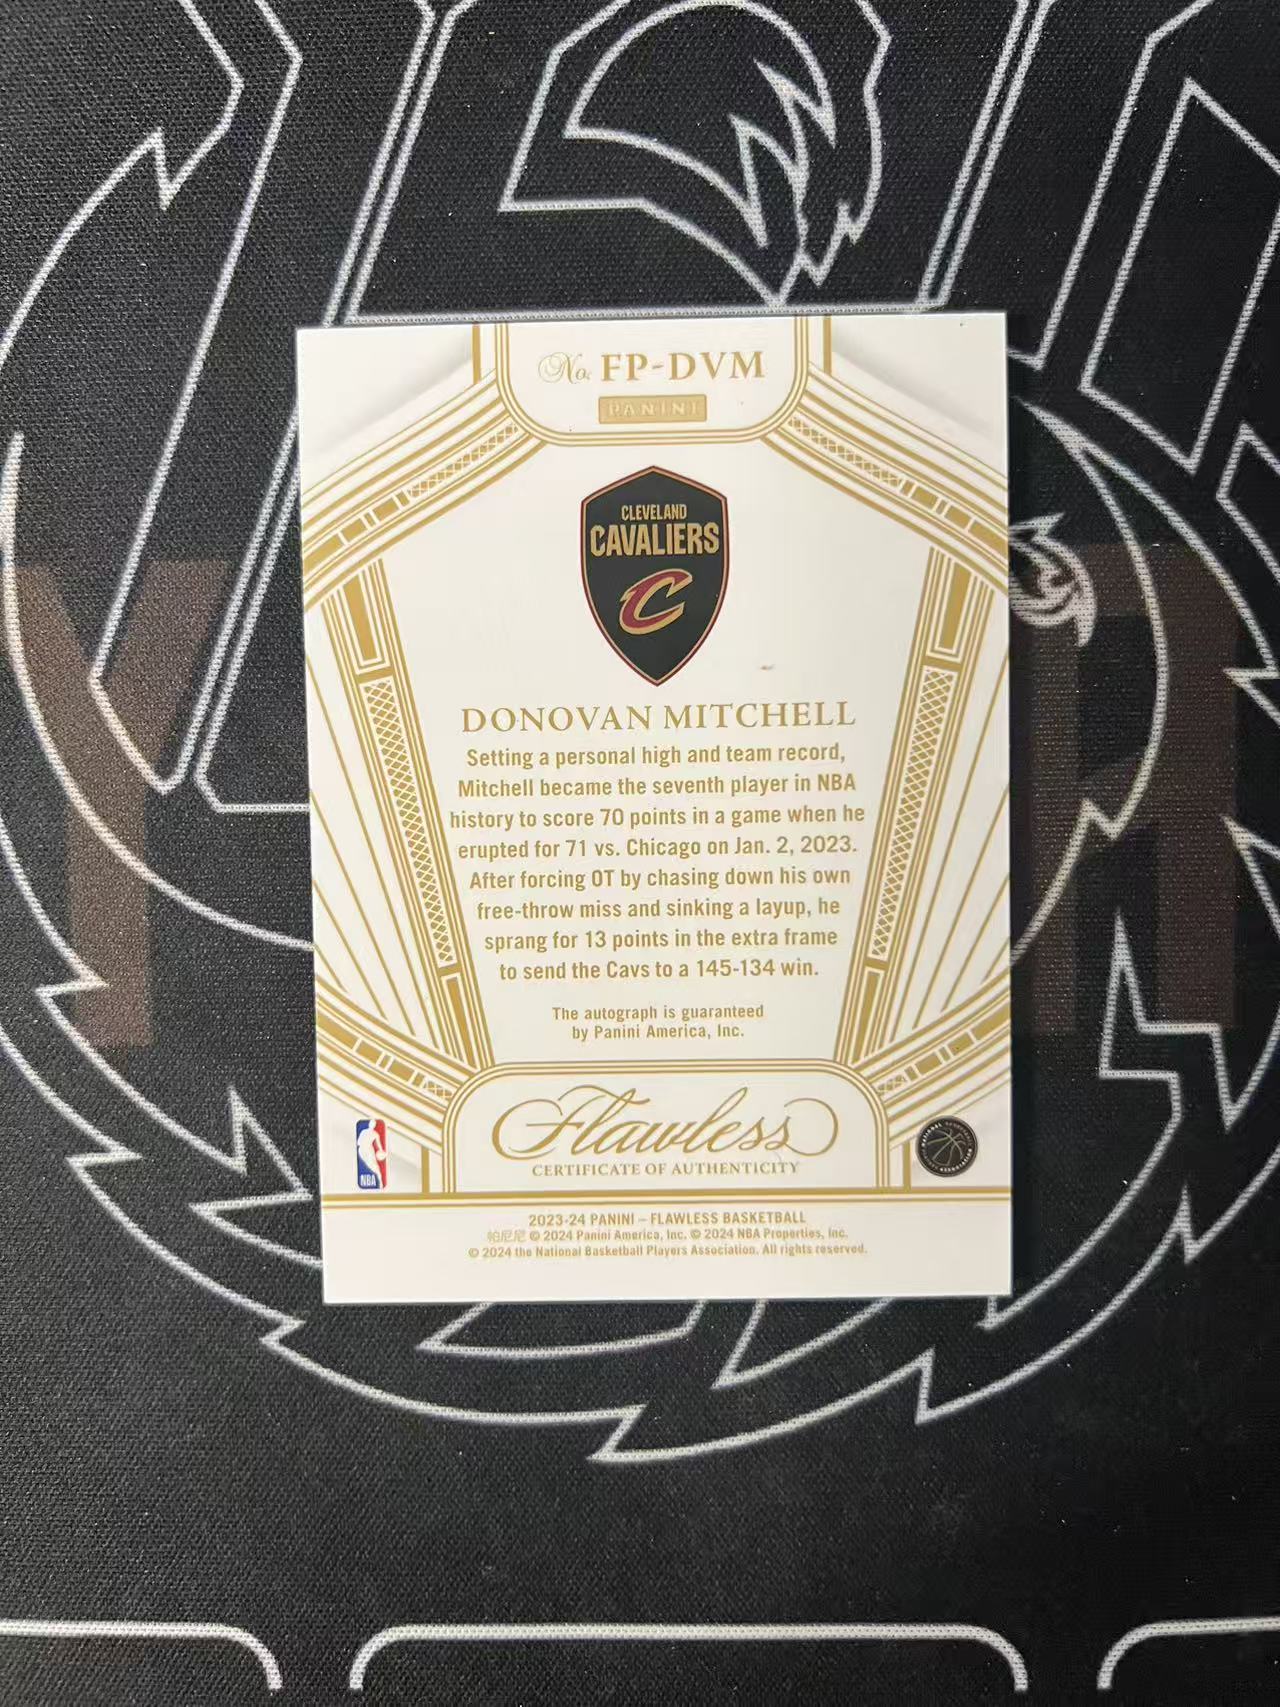 No. FP-DVM
PANINI
CLEVELAND
CAVALIERS
C
DONOVAN MITCHELL
Setting a personal high and team record,
Mitchell became the seventh player in NBA
history to score 70 points in a game when he
erupted for 71 vs. Chicago on Jan. 2, 2023.
After forcing OT by chasing down his own
free-throw miss and sinking a layup, he
sprang for 13 points in the extra frame
to send the Cavs to a 145-134 win.
The autograph is guaranteed
by Panini America, Inc.
Flawless
CERTIFICATE OF AUTHENTICITY
NBA
2023-24 PANINI – FLAWLESS BASKETBALL
帕尼尼 © 2024 Panini America, Inc. © 2024 NBA Properties, Inc.
© 2024 the National Basketball Players Association. All rights reserved.